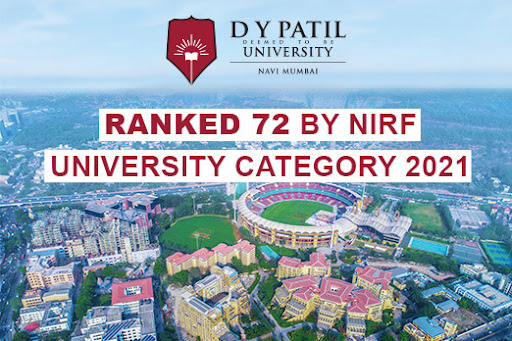 D Y PATIL
DEEMED TO BE
UNIVERSITY
NAVI MUMBAI
RANKED 72 BY NIRF
UNIVERSITY CATEGORY 2021